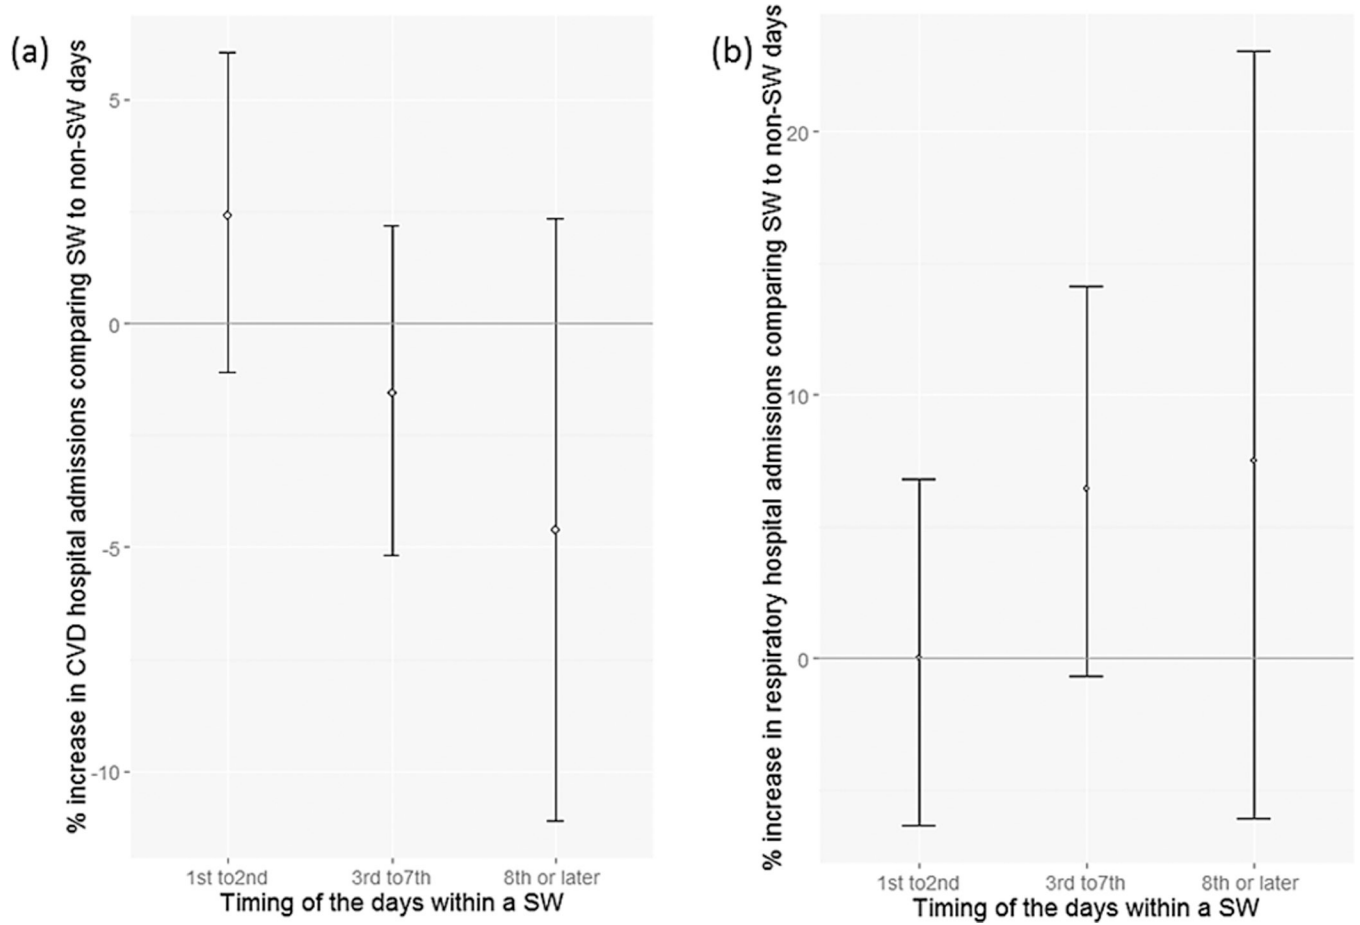 (a)
% increase in CVD hospital admissions comparing SW to non-SW days
5
0
-5
-10
1st to2nd
3rd to7th
8th or later
Timing of the days within a SW
(b)
% increase in respiratory hospital admissions comparing SW to non-SW days
20
10
0
1st to2nd
3rd to7th
8th or later
Timing of the days within a SW